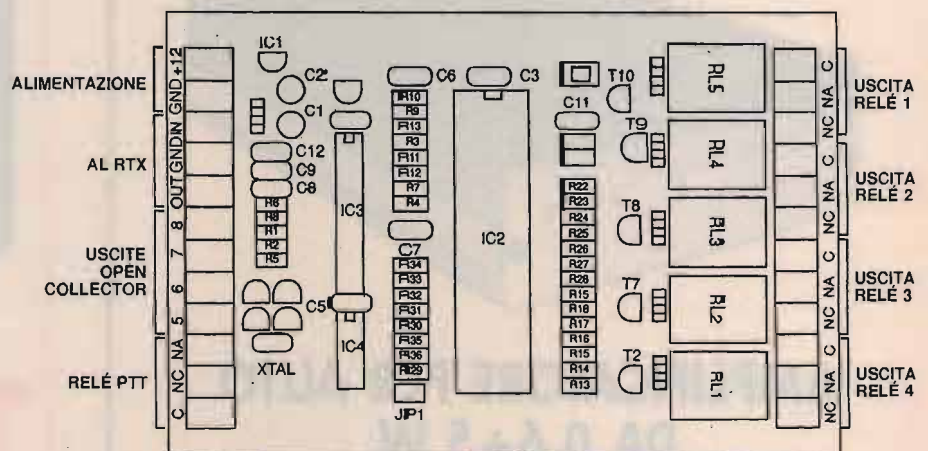 ALIMENTAZIONE
AL RTX
USCITE
OPEN
COLLECTOR
RELÉ PTT
+12
GND
IN
GND
OUT
8
7
6
5
NA
NC
C
IC1
C2
C1
C12
C9
C8
R6
R8
R1
R2
R5
C5
XTAL
IC3
IC4
C6
R10
R9
R13
R3
R11
R12
R7
R4
C7
R34
R33
R32
R31
R30
R35
R36
R29
JIP1
C3
IC2
C11
R22
R23
R24
R25
R26
R27
R28
R15
R18
R17
R16
R15
R14
R13
T10
T9
T8
T7
T2
RL5
RL4
RL3
RL2
RL1
C
NA
NC
C
NA
NC
C
NA
NC
C
NA
NC
USCITA
RELÉ 1
USCITA
RELÉ 2
USCITA
RELÉ 3
USCITA
RELÉ 4